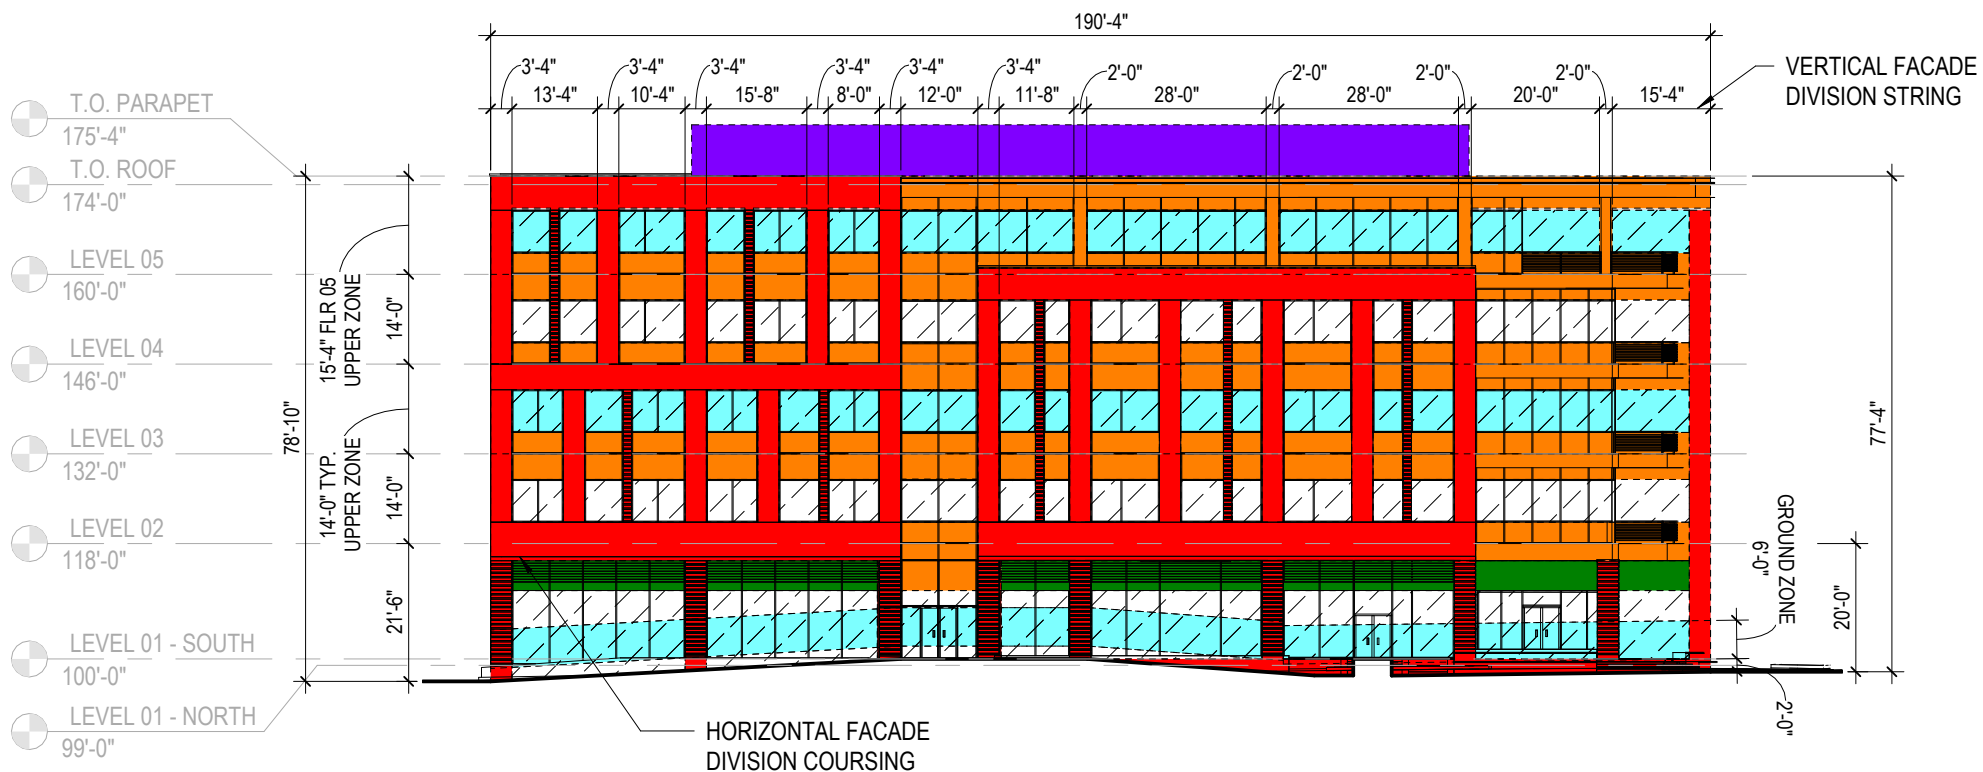 190'-4"
3'-4"
3'-4"
3'-4"
3'-4"
3'-4"
3'-4"
2'-0"
2'-0"
2'-0"
2'-0"
13'-4"
10'-4"
15'-8"
8'-0"
12'-0"
11'-8"
28'-0"
28'-0"
20'-0"
15'-4"
VERTICAL FACADE
DIVISION STRING
T.O. PARAPET
175'-4"
T.O. ROOF
174'-0"
LEVEL 05
160'-0"
LEVEL 04
146'-0"
LEVEL 03
132'-0"
LEVEL 02
118'-0"
LEVEL 01 - SOUTH
100'-0"
LEVEL 01 - NORTH
99'-0"
78'-10"
15'-4" FLR 05
UPPER ZONE
14'-0" TYP.
UPPER ZONE
14'-0"
14'-0"
21'-6"
77'-4"
GROUND ZONE
6'-0"
20'-0"
2'-0"
HORIZONTAL FACADE
DIVISION COURSING